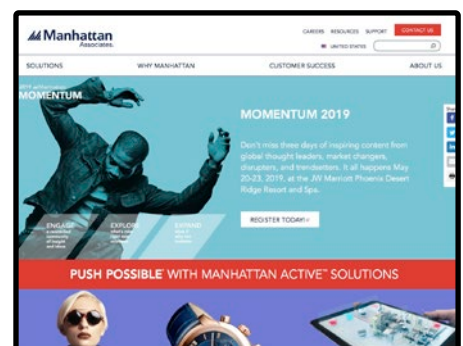 Manhattan
Associates.
CAREERS RESOURCES SUPPORT CONTACT US
UNITED STATES
SOLUTIONS WHY MANHATTAN CUSTOMER SUCCESS ABOUT US
MOMENTUM
MOMENTUM 2019
Don't miss three days of inspiring content from
global thought leaders, market changers,
disruptors, and trendsetters. It all happens May
20-23, 2019, at the JW Marriott Phoenix Desert
Ridge Resort and Spa.
REGISTER TODAY!
ENGAGE EXPLORE EXPAND
PUSH POSSIBLE® WITH MANHATTAN ACTIVE™ SOLUTIONS